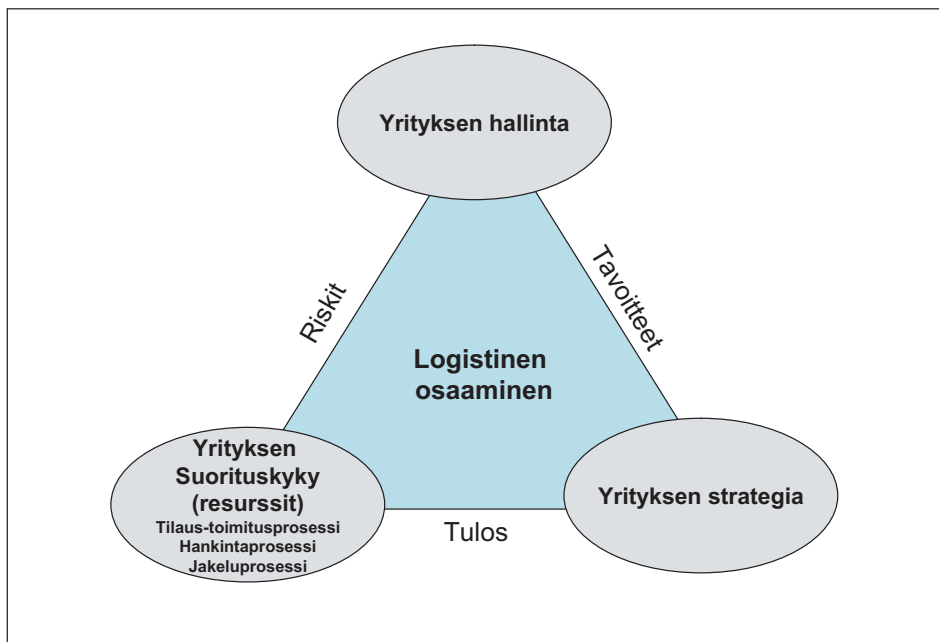 Yrityksen hallinta
Riskit
Tavoitteet
Logistinen
osaaminen
Yrityksen
Suorituskyky
(resurssit)
Tilaus-toimitusprosessi
Hankintaprosessi
Jakeluprosessi
Tulos
Yrityksen strategia